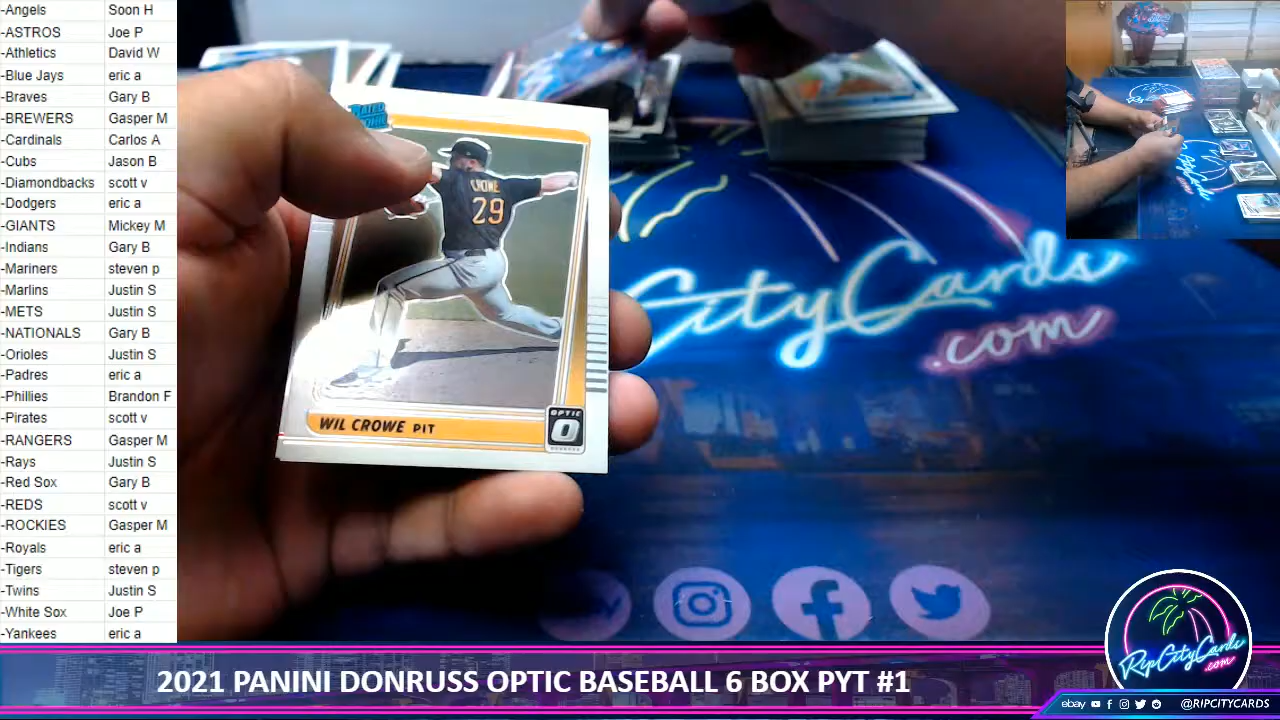 -Angels Soon H
-ASTROS Joe P
-Athletics David W
-Blue Jays eric a
-Braves Gary B
-BREWERS Gasper M
-Cardinals Carlos A
-Cubs Jason B
-Diamondbacks scott v
-Dodgers eric a
-GIANTS Mickey M
-Indians Gary B
-Mariners steven p
-Marlins Justin S
-METS Justin S
-NATIONALS Gary B
-Orioles Justin S
-Padres eric a
-Phillies Brandon F
-Pirates scott v
-RANGERS Gasper M
-Rays Justin S
-Red Sox Gary B
-REDS scott v
-ROCKIES Gasper M
-Royals eric a
-Tigers steven p
-Twins Justin S
-White Sox Joe P
-Yankees eric a
RATED
CROWE
29
WIL CROWE PIT
OPTIC
O
CityCards
.com
RipCityCards
.com
2021 PANINI DONRUSS OPTIC BASEBALL 6 BOX PYT #1
ebay @RIPCITYCARDS